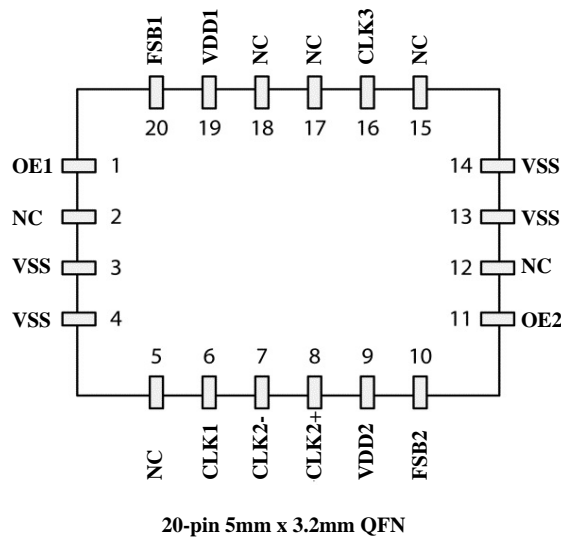 FSB1 VDD1 NC NC CLK3 NC
20 19 18 17 16 15
OE1 1 14 VSS
NC 2 13 VSS
VSS 3 12 NC
VSS 4 11 OE2
5 6 7 8 9 10
NC CLK1 CLK2- CLK2+ VDD2 FSB2
20-pin 5mm x 3.2mm QFN